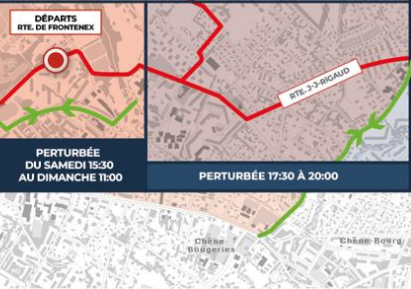 DÉPARTS
RTE. DE FRONTENEX
RTE. J-J-RIGAUD
PERTURBÉE
DU SAMEDI 15:30
AU DIMANCHE 11:00
PERTURBÉE 17:30 À 20:00
Chêne
Bougeries
Chêne-Bourg